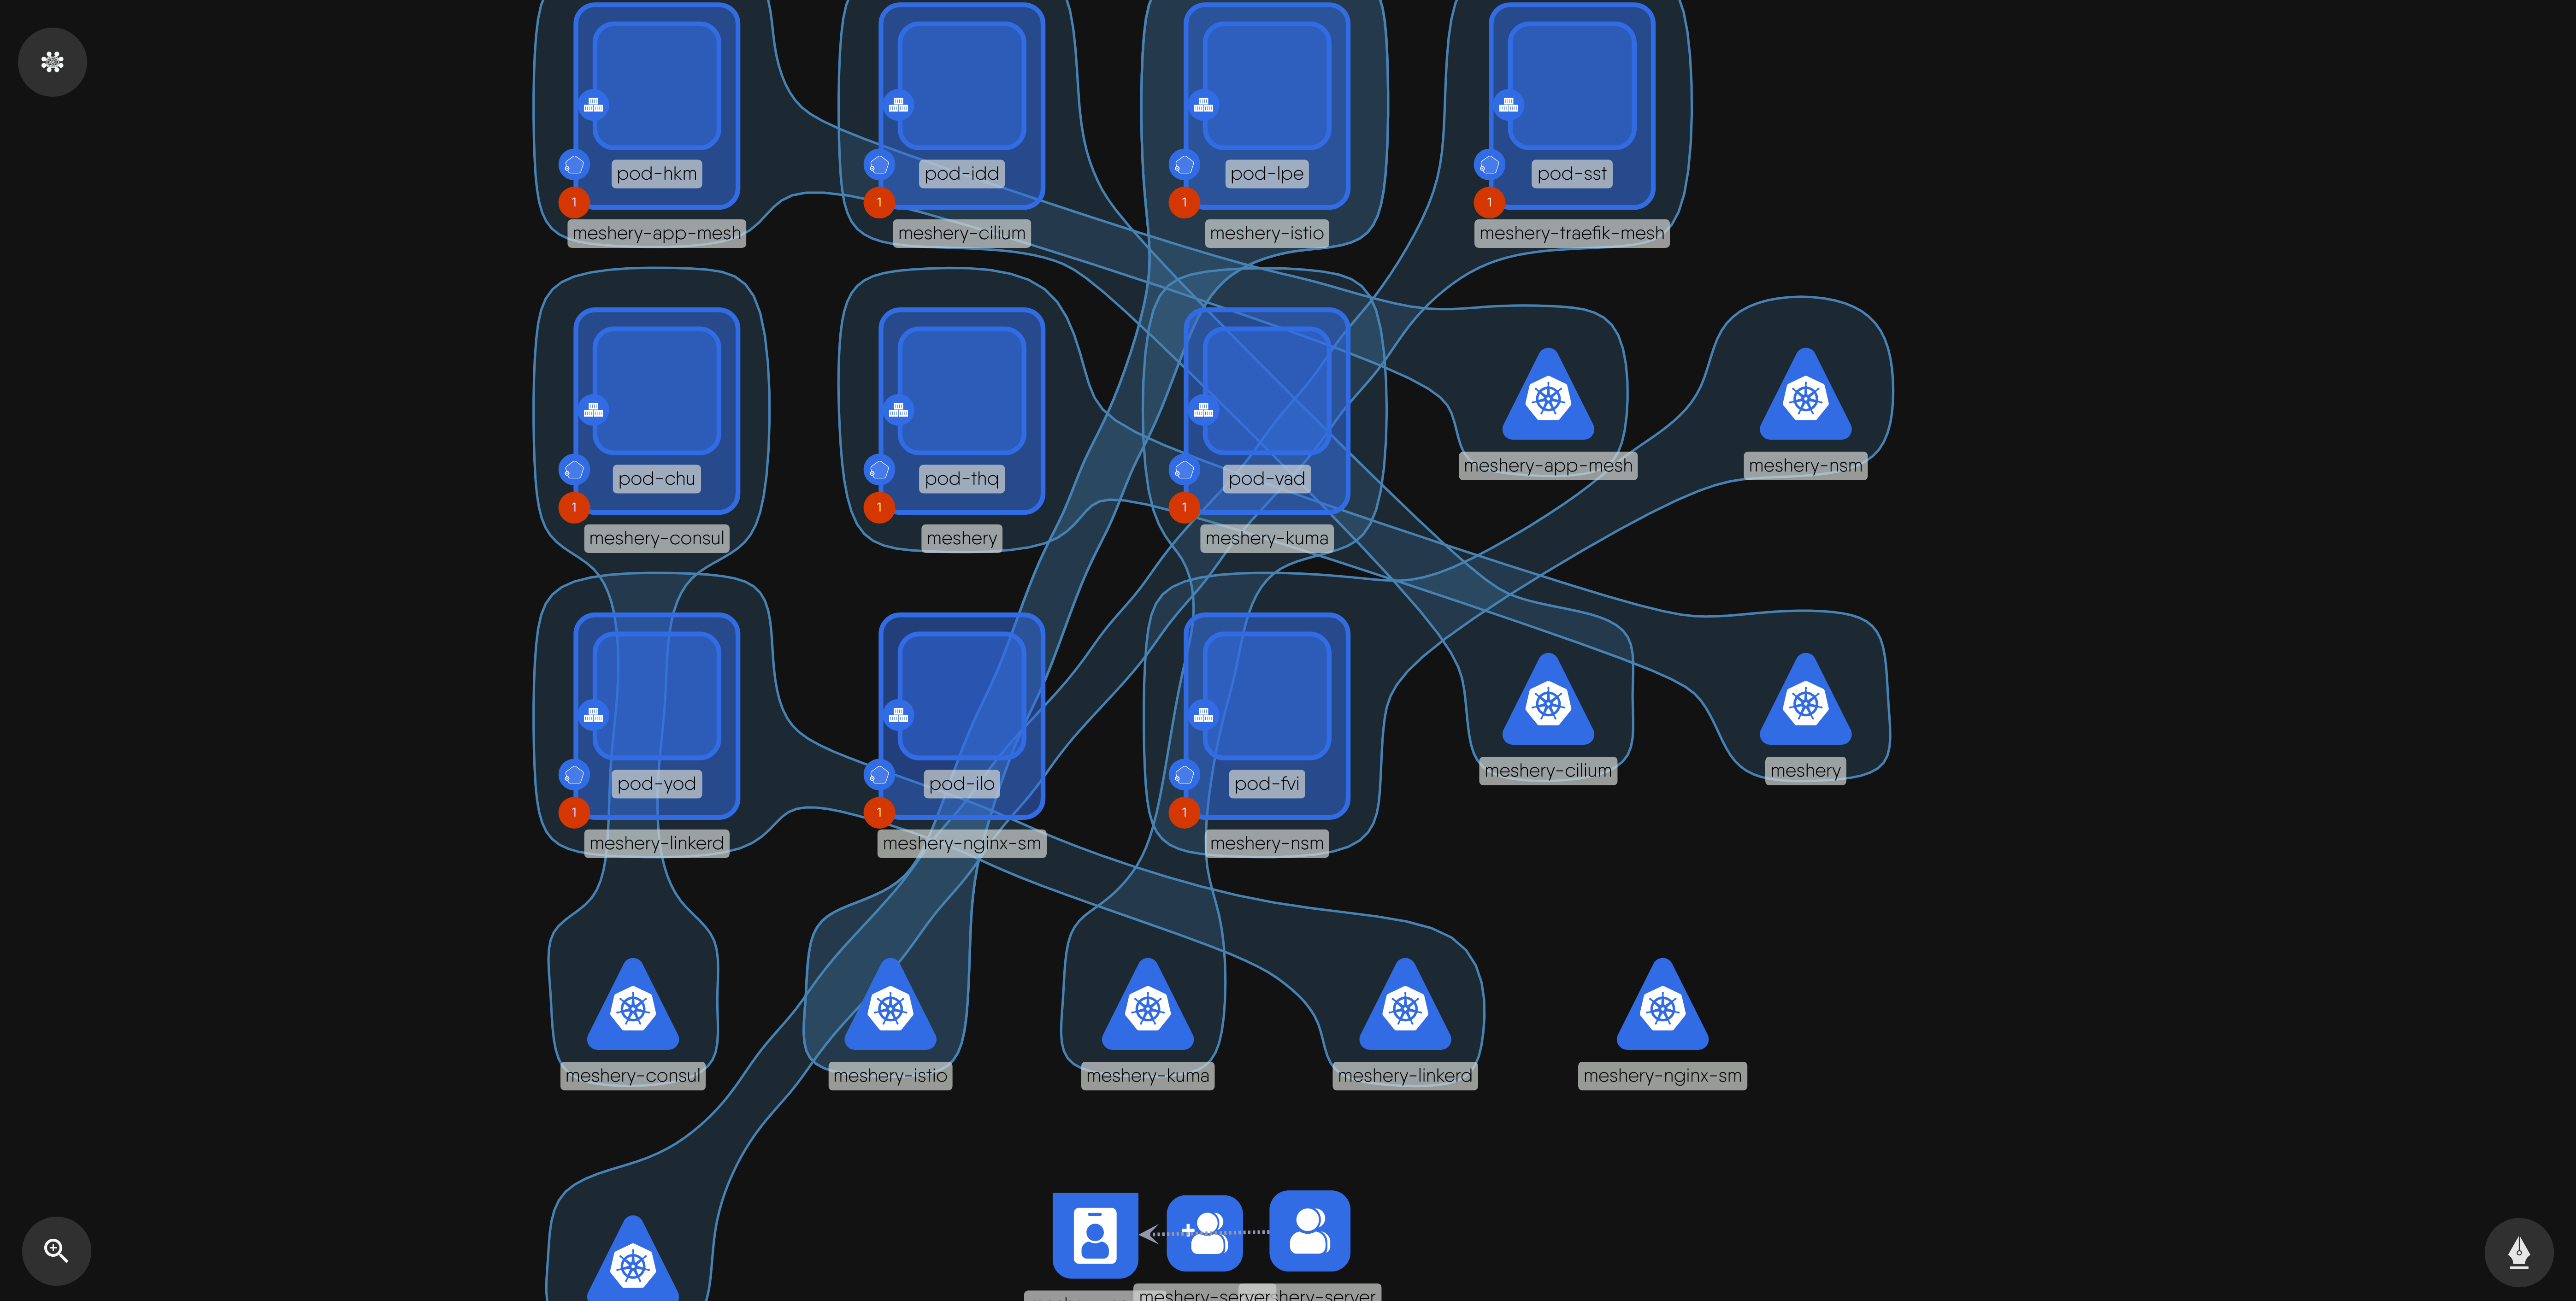 pod-hkm
pod-idd
pod-lpe
pod-sst
1
1
1
1
meshery-app-mesh
meshery-cilium
meshery-istio
meshery-traefik-mesh
meshery-app-mesh
meshery-nsm
pod-chu
pod-thq
pod-vad
1
1
1
meshery-consul
meshery
meshery-kuma
meshery-cilium
meshery
pod-yod
pod-ilo
pod-fvi
1
1
1
meshery-linkerd
meshery-nginx-sm
meshery-nsm
meshery-consul
meshery-istio
meshery-kuma
meshery-linkerd
meshery-nginx-sm
meshery-server